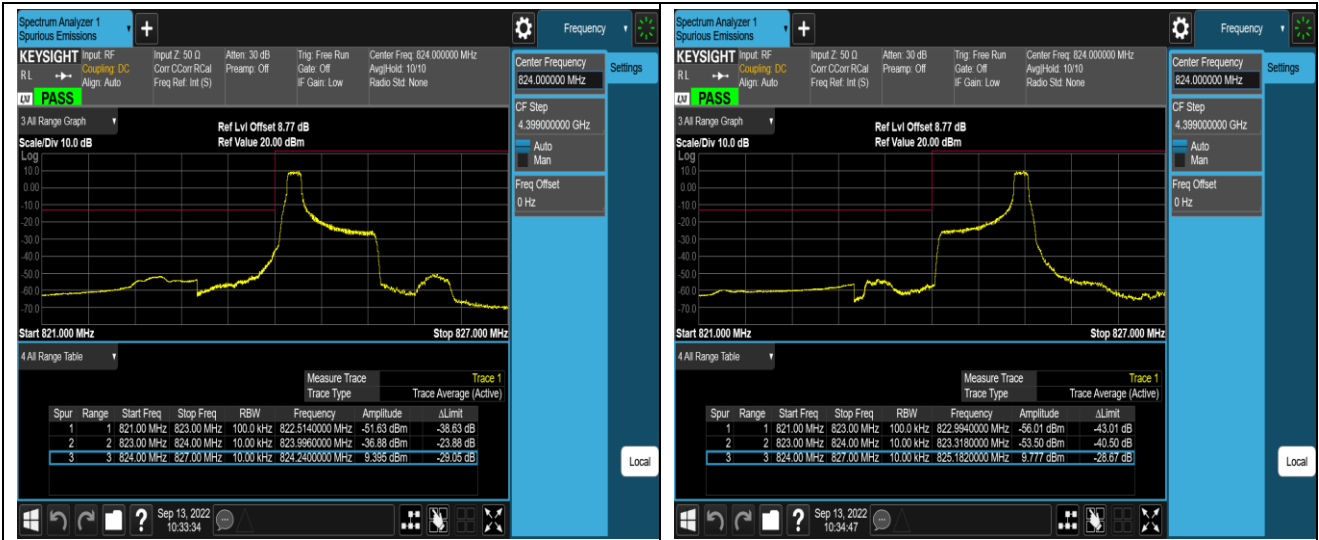 Spectrum Analyzer 1
Spurious Emissions
+
Frequency
KEYSIGHT Input: RF Input Z: 50 Ω Atten: 30 dB Trig: Free Run Center Freq: 824.000000 MHz
RL Coupling: DC Corr CCorr RCal Preamp: Off Gate: Off Avg|Hold: 10/10
Align: Auto Freq Ref: Int (S) IF Gain: Low Radio Std: None
LXI PASS
Center Frequency
824.000000 MHz
Settings
CF Step
4.399000000 GHz
Auto
Man
Freq Offset
0 Hz
3 All Range Graph
Ref Lvl Offset 8.77 dB
Scale/Div 10.0 dB Ref Value 20.00 dBm
Log
10.0
0.00
-10.0
-20.0
-30.0
-40.0
-50.0
-60.0
-70.0
Start 821.000 MHz Stop 827.000 MHz
4 All Range Table
Measure Trace Trace 1
Trace Type Trace Average (Active)
Spur Range Start Freq Stop Freq RBW Frequency Amplitude ΔLimit
1 1 821.00 MHz 823.00 MHz 100.0 kHz 822.5140000 MHz -51.63 dBm -38.63 dB
2 2 823.00 MHz 824.00 MHz 10.00 kHz 823.9960000 MHz -36.88 dBm -23.88 dB
3 3 824.00 MHz 827.00 MHz 10.00 kHz 824.2400000 MHz 9.395 dBm -29.05 dB
Local
? Sep 13, 2022
10:33:34
Spectrum Analyzer 1
Spurious Emissions
+
Frequency
KEYSIGHT Input: RF Input Z: 50 Ω Atten: 30 dB Trig: Free Run Center Freq: 824.000000 MHz
RL Coupling: DC Corr CCorr RCal Preamp: Off Gate: Off Avg|Hold: 10/10
Align: Auto Freq Ref: Int (S) IF Gain: Low Radio Std: None
LXI PASS
Center Frequency
824.000000 MHz
Settings
CF Step
4.399000000 GHz
Auto
Man
Freq Offset
0 Hz
3 All Range Graph
Ref Lvl Offset 8.77 dB
Scale/Div 10.0 dB Ref Value 20.00 dBm
Log
10.0
0.00
-10.0
-20.0
-30.0
-40.0
-50.0
-60.0
-70.0
Start 821.000 MHz Stop 827.000 MHz
4 All Range Table
Measure Trace Trace 1
Trace Type Trace Average (Active)
Spur Range Start Freq Stop Freq RBW Frequency Amplitude ΔLimit
1 1 821.00 MHz 823.00 MHz 100.0 kHz 822.9940000 MHz -56.01 dBm -43.01 dB
2 2 823.00 MHz 824.00 MHz 10.00 kHz 823.3180000 MHz -53.50 dBm -40.50 dB
3 3 824.00 MHz 827.00 MHz 10.00 kHz 825.1820000 MHz 9.777 dBm -28.67 dB
Local
? Sep 13, 2022
10:34:47